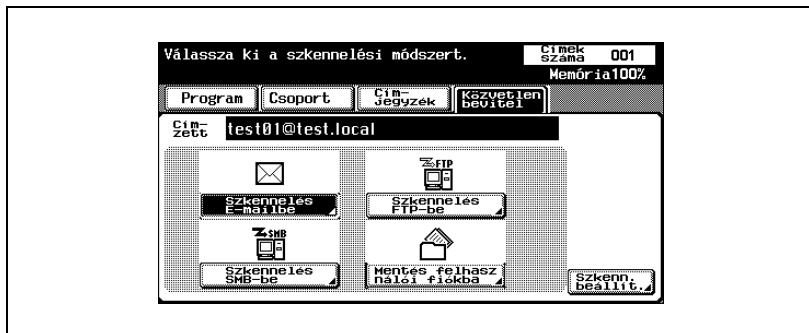 Válassza ki a szkennelési módszert.
Címek
száma 001
Memória100%
Program
Csoport
Cím-
jegyzék
Közvetlen
bevitel
Cím-
zett
test01@test.local
FTP
Szkennelés
E-mailbe
Szkennelés
FTP-be
SMB
Szkennelés
SMB-be
Mentés felhasz
nálói fiókba
Szkenn.
beállít.